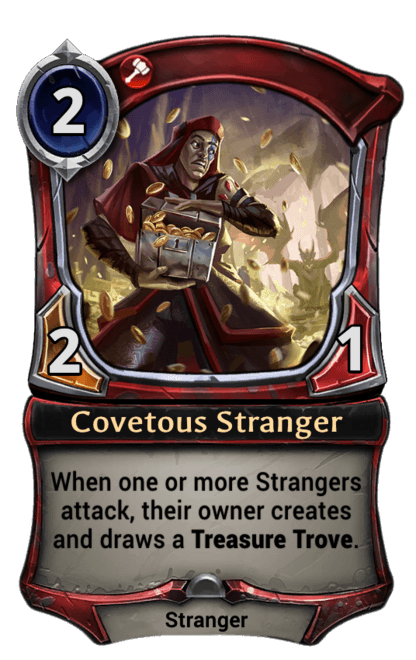 2
2
1
Covetous Stranger
When one or more Strangers
attack, their owner creates
and draws a Treasure Trove.
Stranger